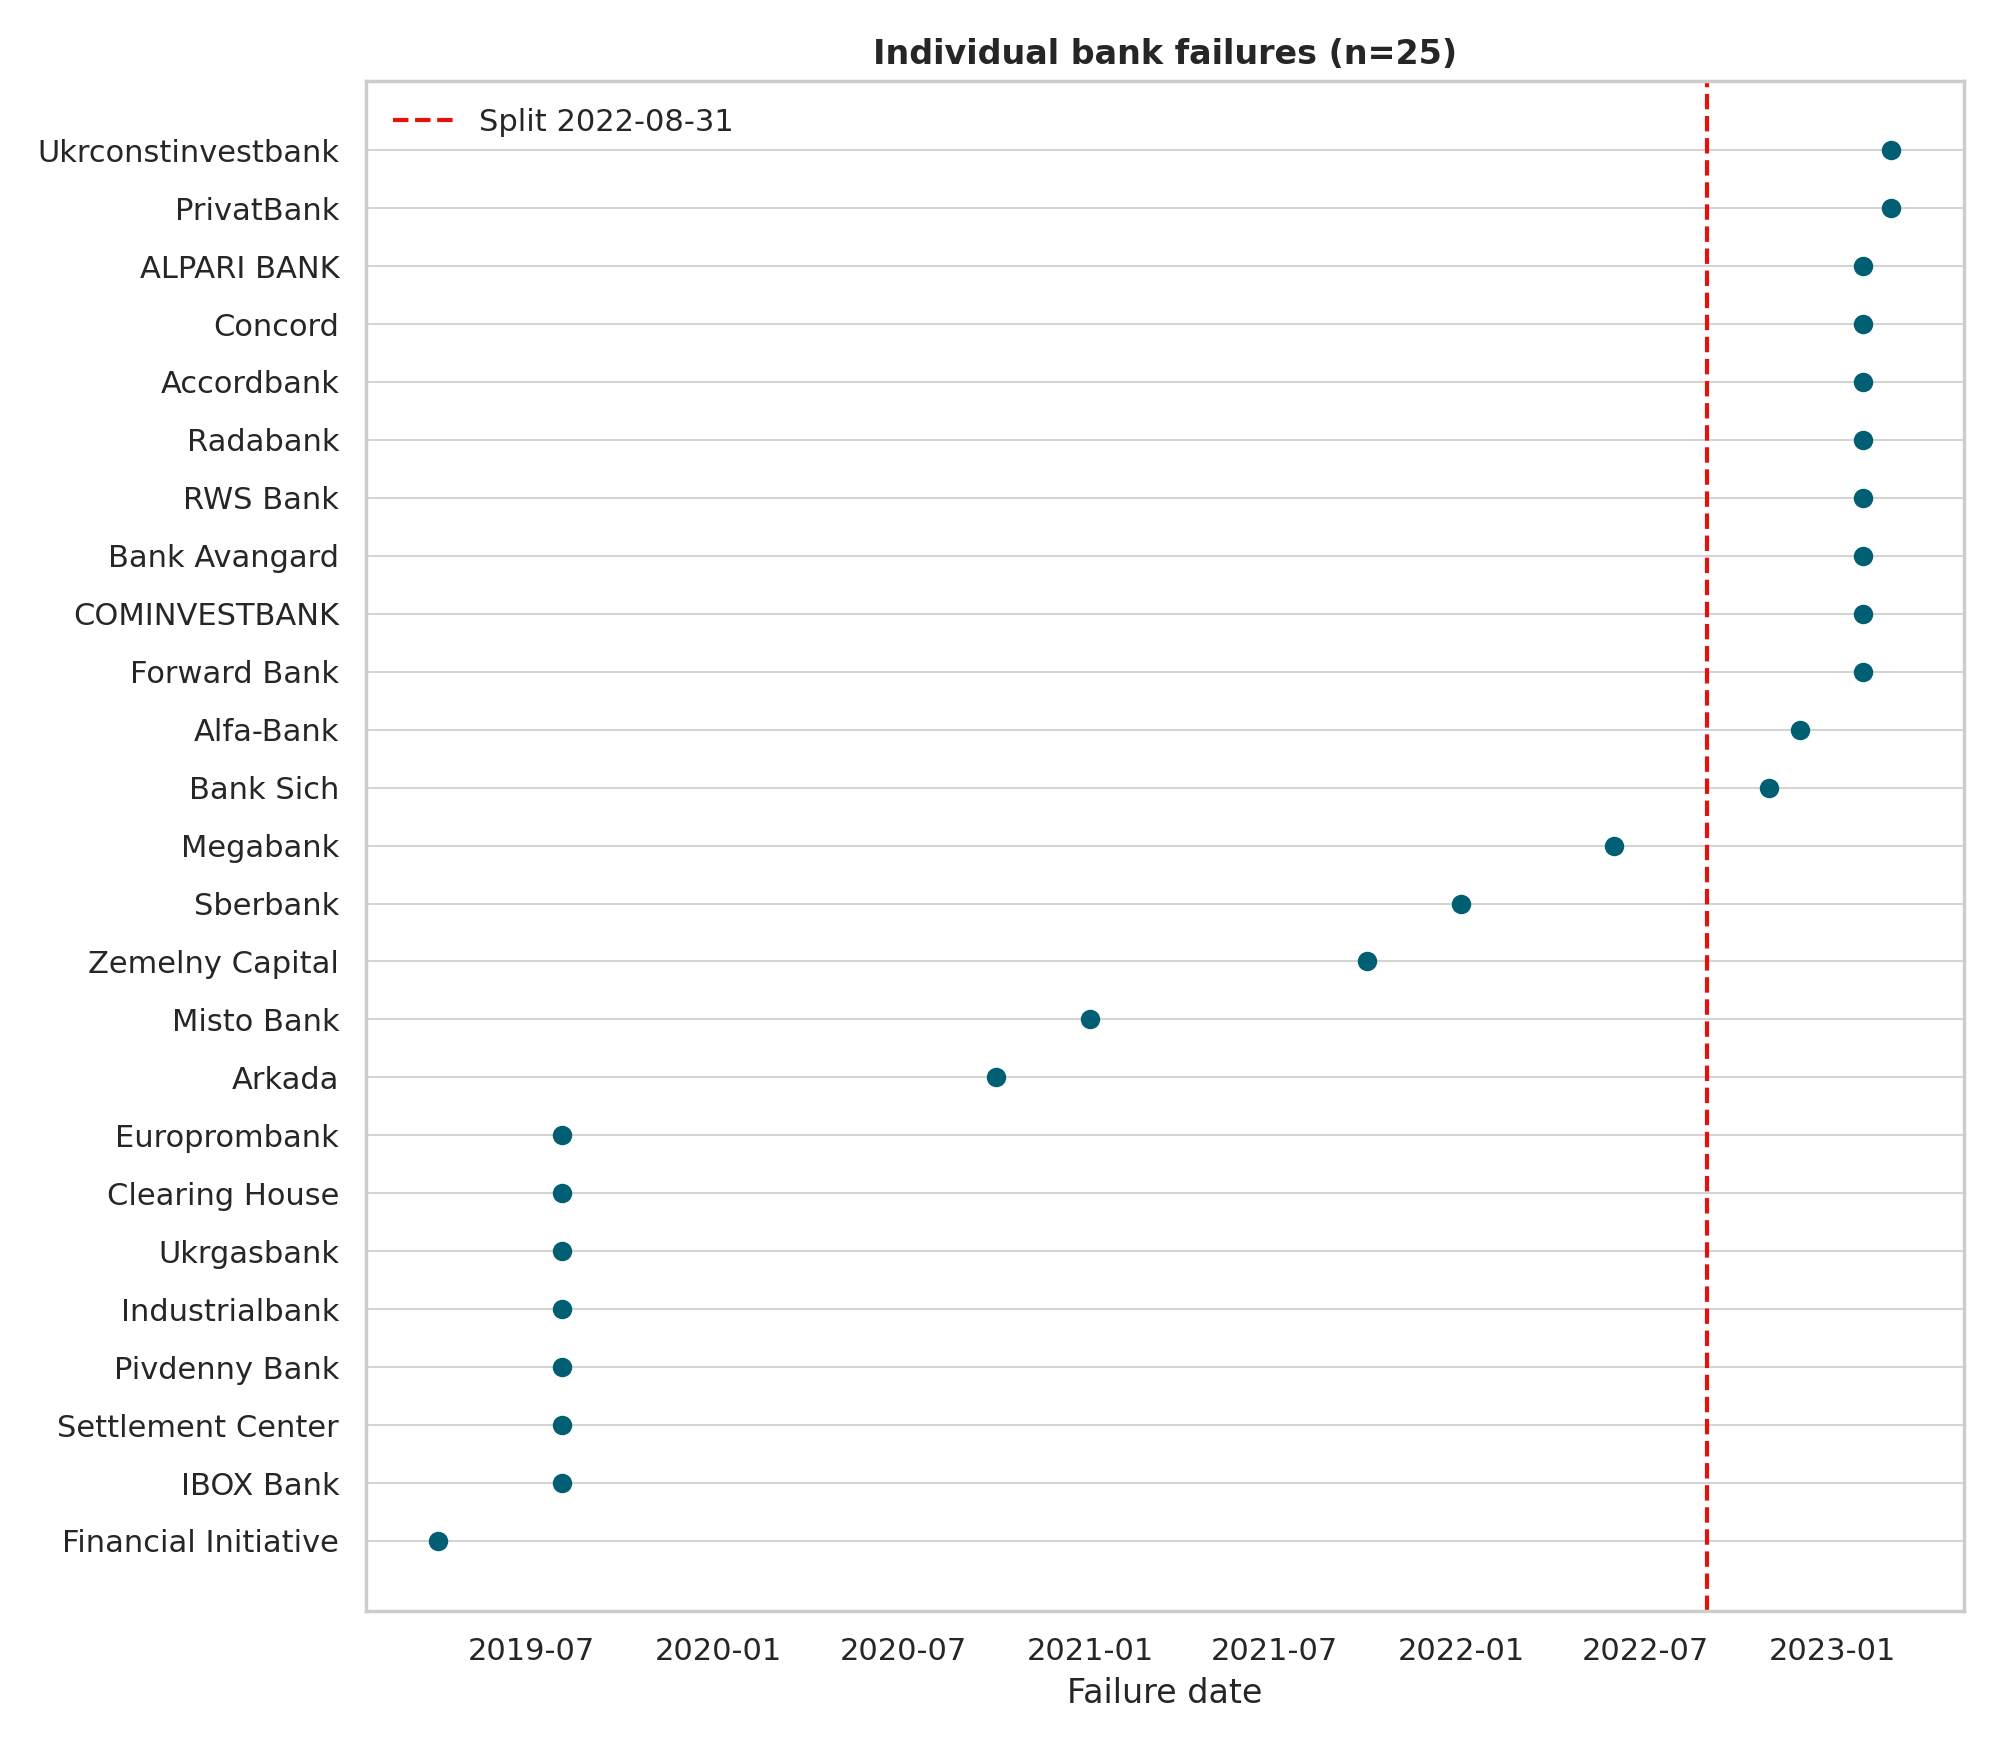 Individual bank failures (n=25)
Split 2022-08-31
Ukrconstinvestbank
PrivatBank
ALPARI BANK
Concord
Accordbank
Radabank
RWS Bank
Bank Avangard
COMINVESTBANK
Forward Bank
Alfa-Bank
Bank Sich
Megabank
Sberbank
Zemelny Capital
Misto Bank
Arkada
Europrombank
Clearing House
Ukrgasbank
Industrialbank
Pivdenny Bank
Settlement Center
IBOX Bank
Financial Initiative
2019-07 2020-01 2020-07 2021-01 2021-07 2022-01 2022-07 2023-01
Failure date